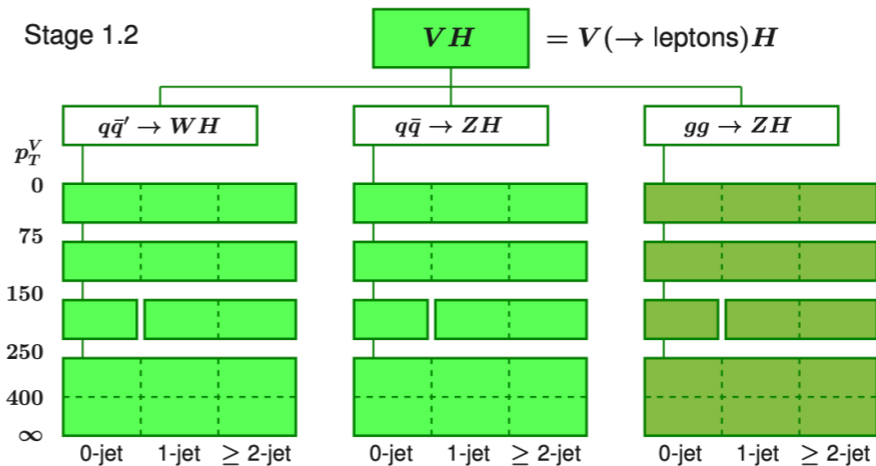 Stage 1.2
VH = V(→ leptons)H
qq̄′ → WH
qq̄ → ZH
gg → ZH
p_T^V
0
75
150
250
400
∞
0-jet 1-jet ≥ 2-jet
0-jet 1-jet ≥ 2-jet
0-jet 1-jet ≥ 2-jet